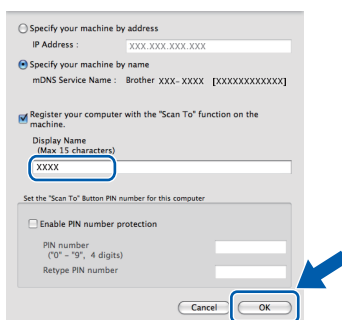 Specify your machine by address
IP Address : XXX.XXX.XXX.XXX
Specify your machine by name
mDNS Service Name : Brother XXX-XXXX [XXXXXXXXXXXX]
Register your computer with the "Scan To" function on the
machine.
Display Name
(Max 15 characters)
XXXX
Set the "Scan To" Button PIN number for this computer
Enable PIN number protection
PIN number
("0" – "9", 4 digits)
Retype PIN number
Cancel OK